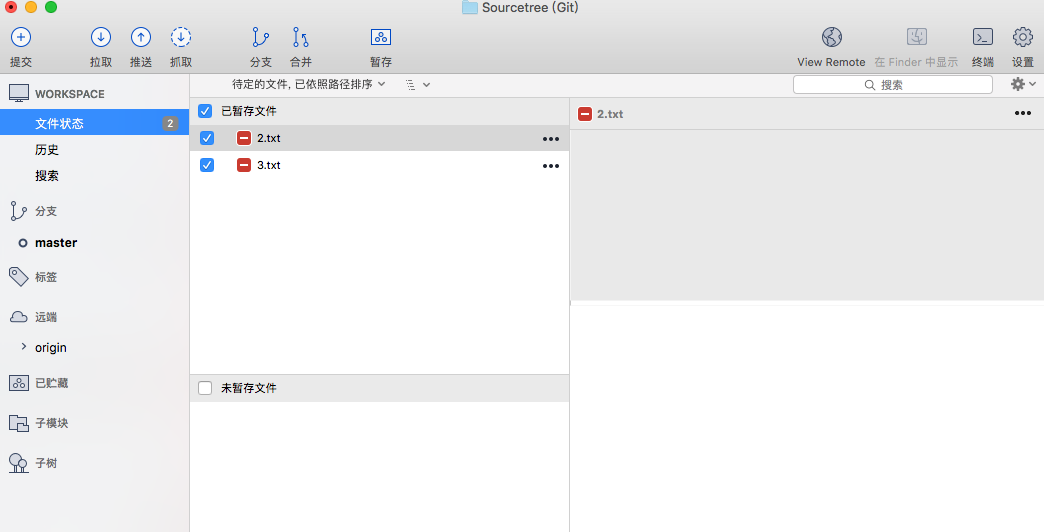 Sourcetree (Git)
提交 拉取 推送 抓取 分支 合并 暂存 View Remote 在 Finder 中显示 终端 设置
WORKSPACE
文件状态 2
历史
搜索
分支
master
标签
远端
origin
已贮藏
子模块
子树
待定的文件, 已依照路径排序
搜索
已暂存文件
2.txt
3.txt
未暂存文件
2.txt